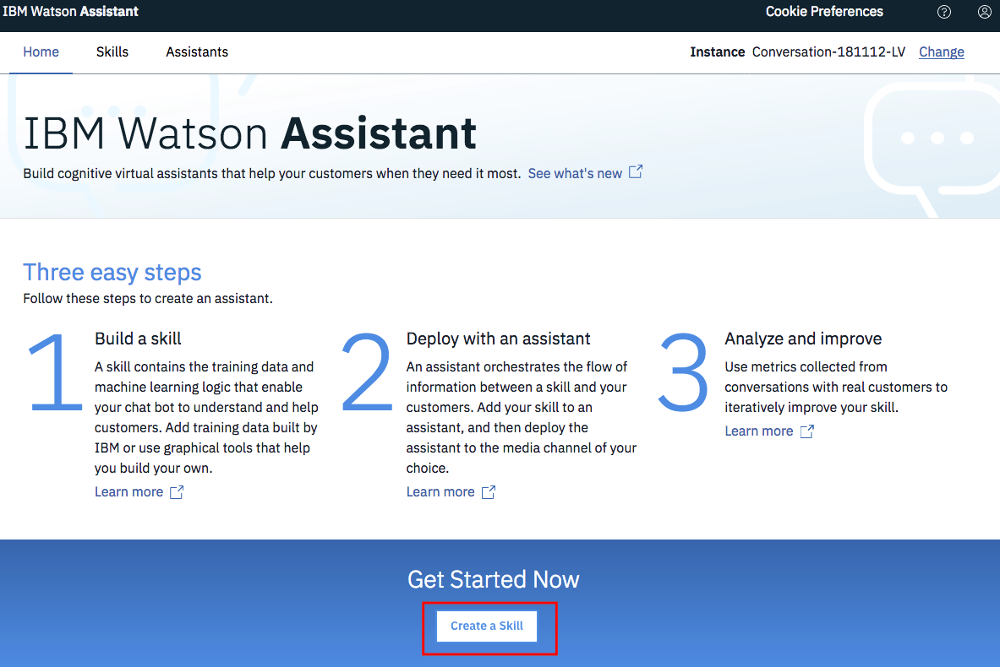 IBM Watson Assistant
Cookie Preferences
Home
Skills
Assistants
Instance Conversation-181112-LV Change
IBM Watson Assistant
Build cognitive virtual assistants that help your customers when they need it most. See what's new
Three easy steps
Follow these steps to create an assistant.
1
Build a skill
A skill contains the training data and
machine learning logic that enable
your chat bot to understand and help
customers. Add training data built by
IBM or use graphical tools that help
you build your own.
Learn more
2
Deploy with an assistant
An assistant orchestrates the flow of
information between a skill and your
customers. Add your skill to an
assistant, and then deploy the
assistant to the media channel of your
choice.
Learn more
3
Analyze and improve
Use metrics collected from
conversations with real customers to
iteratively improve your skill.
Learn more
Get Started Now
Create a Skill